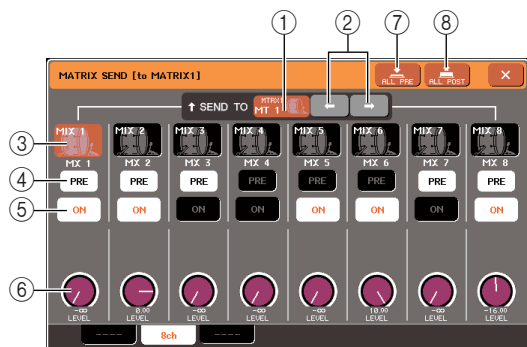 ① ② ⑦ ⑧
MATRIX SEND [to MATRIX1] ALL PRE ALL POST ×
↑ SEND TO MTRX1 ← →
MT 1
③ MIX 1 MIX 2 MIX 3 MIX 4 MIX 5 MIX 6 MIX 7 MIX 8
MX 1 MX 2 MX 3 MX 4 MX 5 MX 6 MX 7 MX 8
④ PRE PRE PRE PRE PRE PRE PRE PRE
⑤ ON ON ON ON ON ON ON ON
⑥ -∞ 0.00 -∞ -∞ -∞ 10.00 -∞ -16.00
LEVEL LEVEL LEVEL LEVEL LEVEL LEVEL LEVEL LEVEL
---- 8ch ----